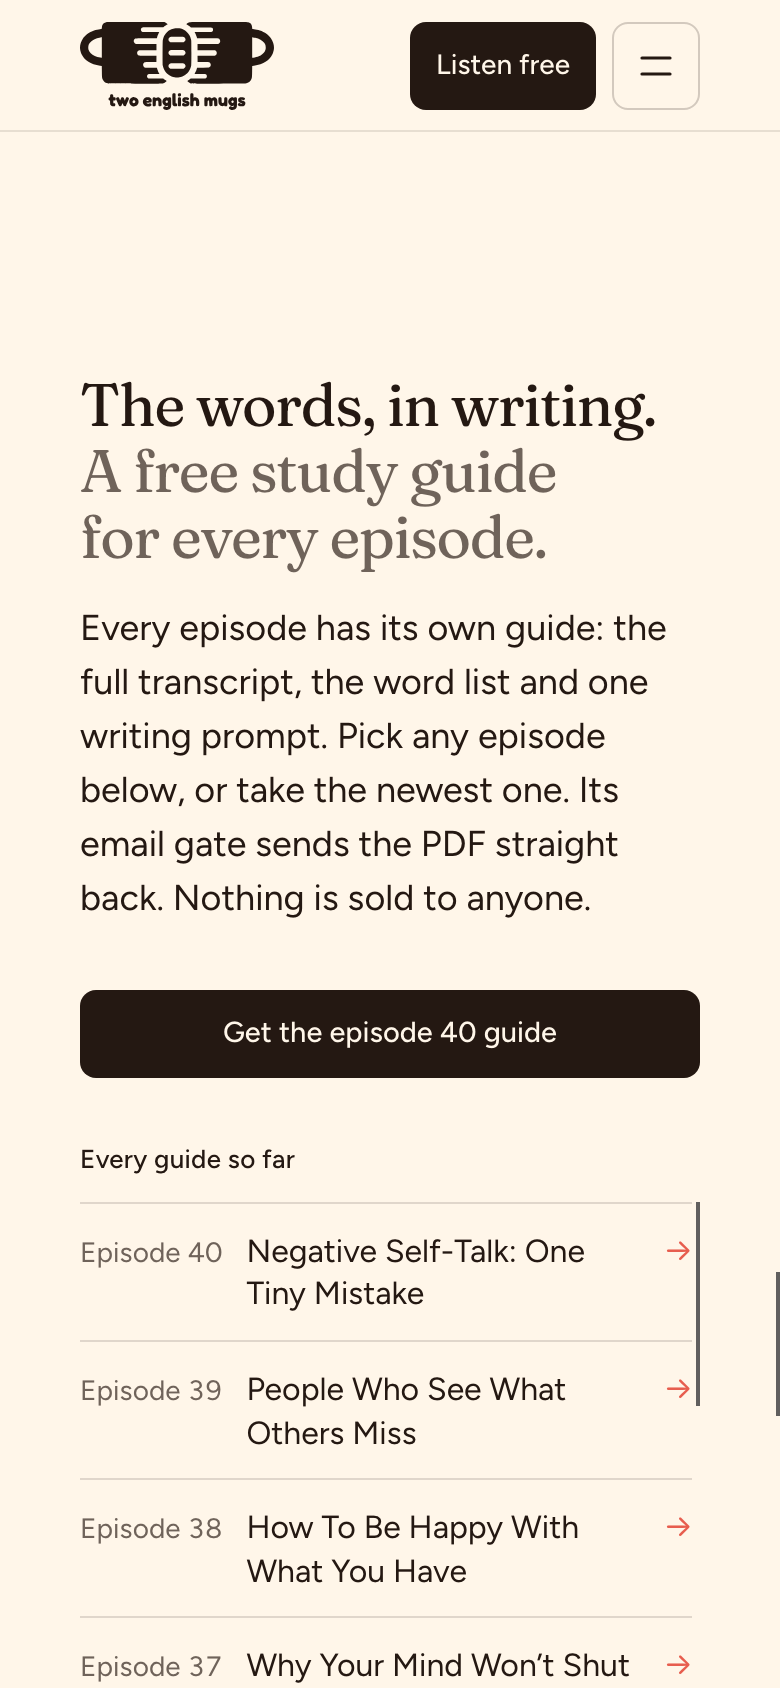 two english mugs
Listen free
The words, in writing.
A free study guide
for every episode.
Every episode has its own guide: the
full transcript, the word list and one
writing prompt. Pick any episode
below, or take the newest one. Its
email gate sends the PDF straight
back. Nothing is sold to anyone.
Get the episode 40 guide
Every guide so far
Episode 40 Negative Self-Talk: One
Tiny Mistake
Episode 39 People Who See What
Others Miss
Episode 38 How To Be Happy With
What You Have
Episode 37 Why Your Mind Won’t Shut